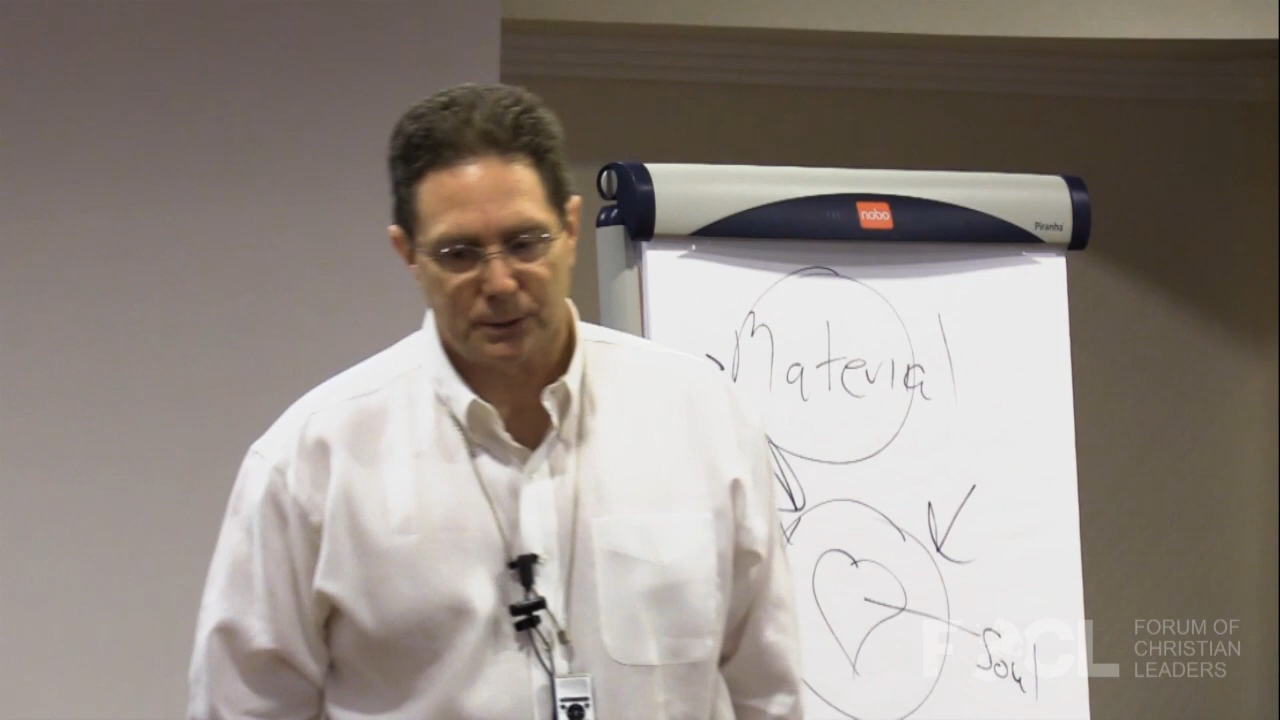 nobo
Piranha
Material
Soul
FOCL
FORUM OF
CHRISTIAN
LEADERS